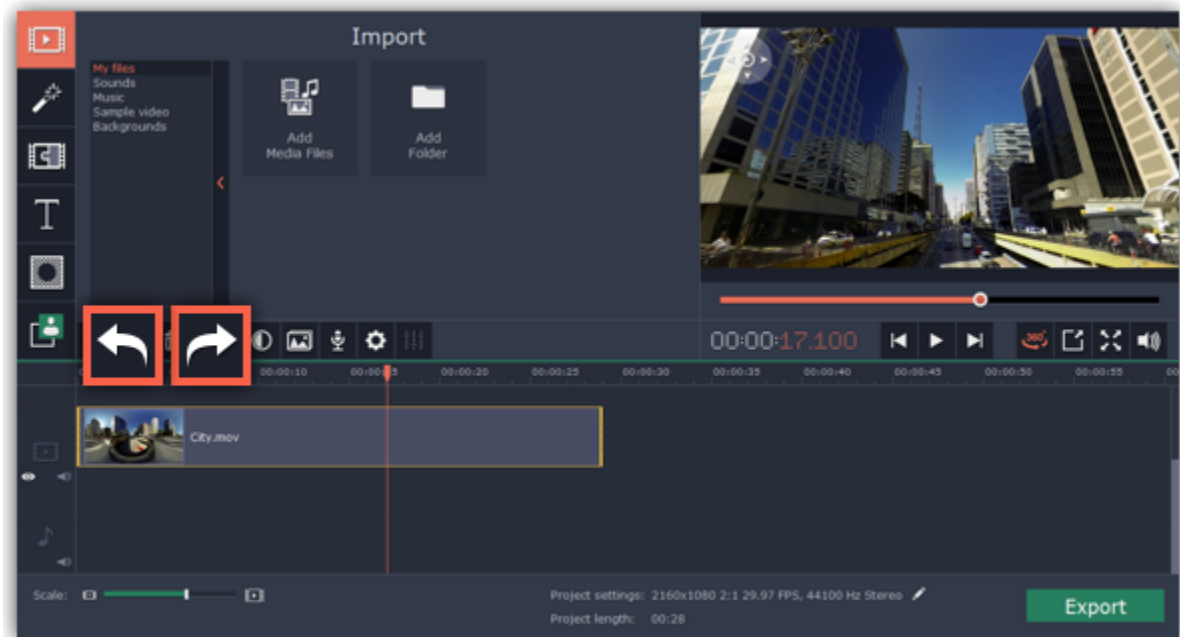 Import
My files
Sounds
Music
Sample video
Backgrounds
Add
Media Files
Add
Folder
T
360°
00:00:17.100
00:00:10
00:00:20
00:00:25
00:00:30
00:00:35
00:00:40
00:00:45
00:00:50
00:00:55
City.mov
Scale:
Project settings: 2160x1080 2:1 29.97 FPS, 44100 Hz Stereo
Project length: 00:28
Export